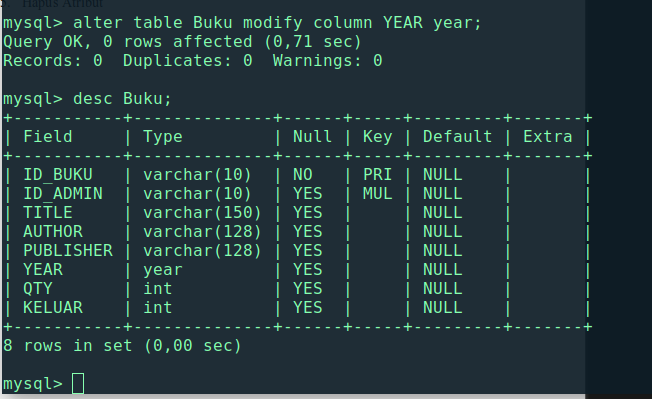 5. Hapus Atribut
mysql> alter table Buku modify column YEAR year;
Query OK, 0 rows affected (0,71 sec)
Records: 0  Duplicates: 0  Warnings: 0
mysql> desc Buku;
+-----------+--------------+------+-----+---------+-------+
| Field     | Type         | Null | Key | Default | Extra |
+-----------+--------------+------+-----+---------+-------+
| ID_BUKU   | varchar(10)  | NO   | PRI | NULL    |       |
| ID_ADMIN  | varchar(10)  | YES  | MUL | NULL    |       |
| TITLE     | varchar(150) | YES  |     | NULL    |       |
| AUTHOR    | varchar(128) | YES  |     | NULL    |       |
| PUBLISHER | varchar(128) | YES  |     | NULL    |       |
| YEAR      | year         | YES  |     | NULL    |       |
| QTY       | int          | YES  |     | NULL    |       |
| KELUAR    | int          | YES  |     | NULL    |       |
+-----------+--------------+------+-----+---------+-------+
8 rows in set (0,00 sec)
mysql>